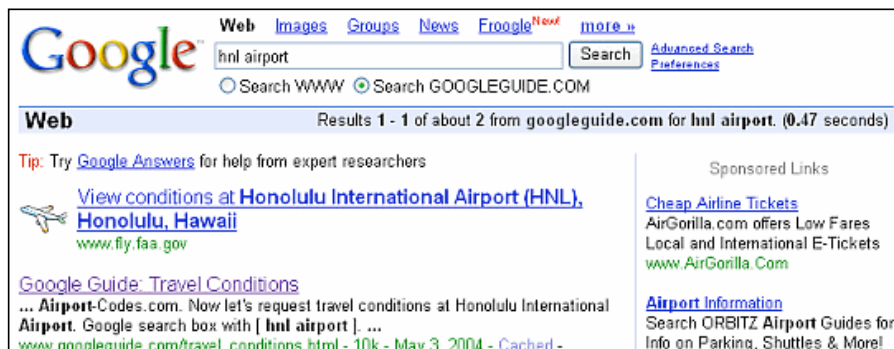 Google™
Web Images Groups News Froogle New! more »
hnl airport Search Advanced Search
Preferences
Search WWW Search GOOGLEGUIDE.COM
Web Results 1 - 1 of about 2 from googleguide.com for hnl airport. (0.47 seconds)
Tip: Try Google Answers for help from expert researchers
View conditions at Honolulu International Airport (HNL),
Honolulu, Hawaii
www.fly.faa.gov
Google Guide: Travel Conditions
... Airport-Codes.com. Now let's request travel conditions at Honolulu International
Airport. Google search box with [ hnl airport ]. ...
www.googleguide.com/travel_conditions.html - 10k - May 3, 2004 - Cached -
Sponsored Links
Cheap Airline Tickets
AirGorilla.com offers Low Fares
Local and International E-Tickets
www.AirGorilla.Com
Airport Information
Search ORBITZ Airport Guides for
Info on Parking, Shuttles & More!